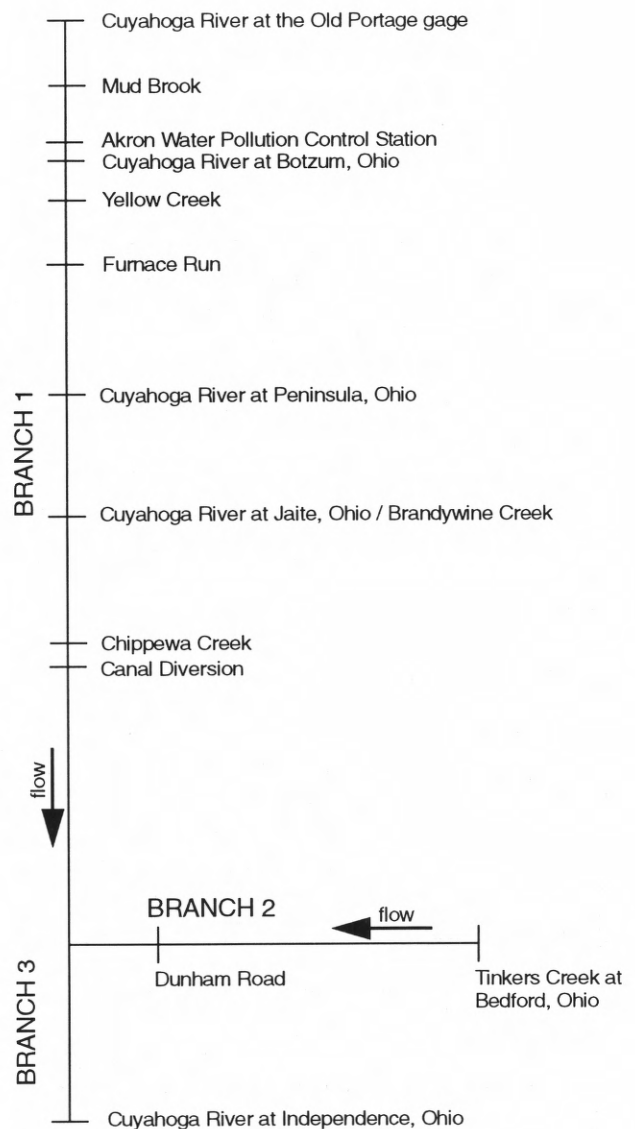 Cuyahoga River at the Old Portage gage
Mud Brook
Akron Water Pollution Control Station
Cuyahoga River at Botzum, Ohio
Yellow Creek
Furnace Run
BRANCH 1
Cuyahoga River at Peninsula, Ohio
Cuyahoga River at Jaite, Ohio / Brandywine Creek
Chippewa Creek
Canal Diversion
flow
BRANCH 2
flow
Dunham Road
Tinkers Creek at
Bedford, Ohio
BRANCH 3
Cuyahoga River at Independence, Ohio